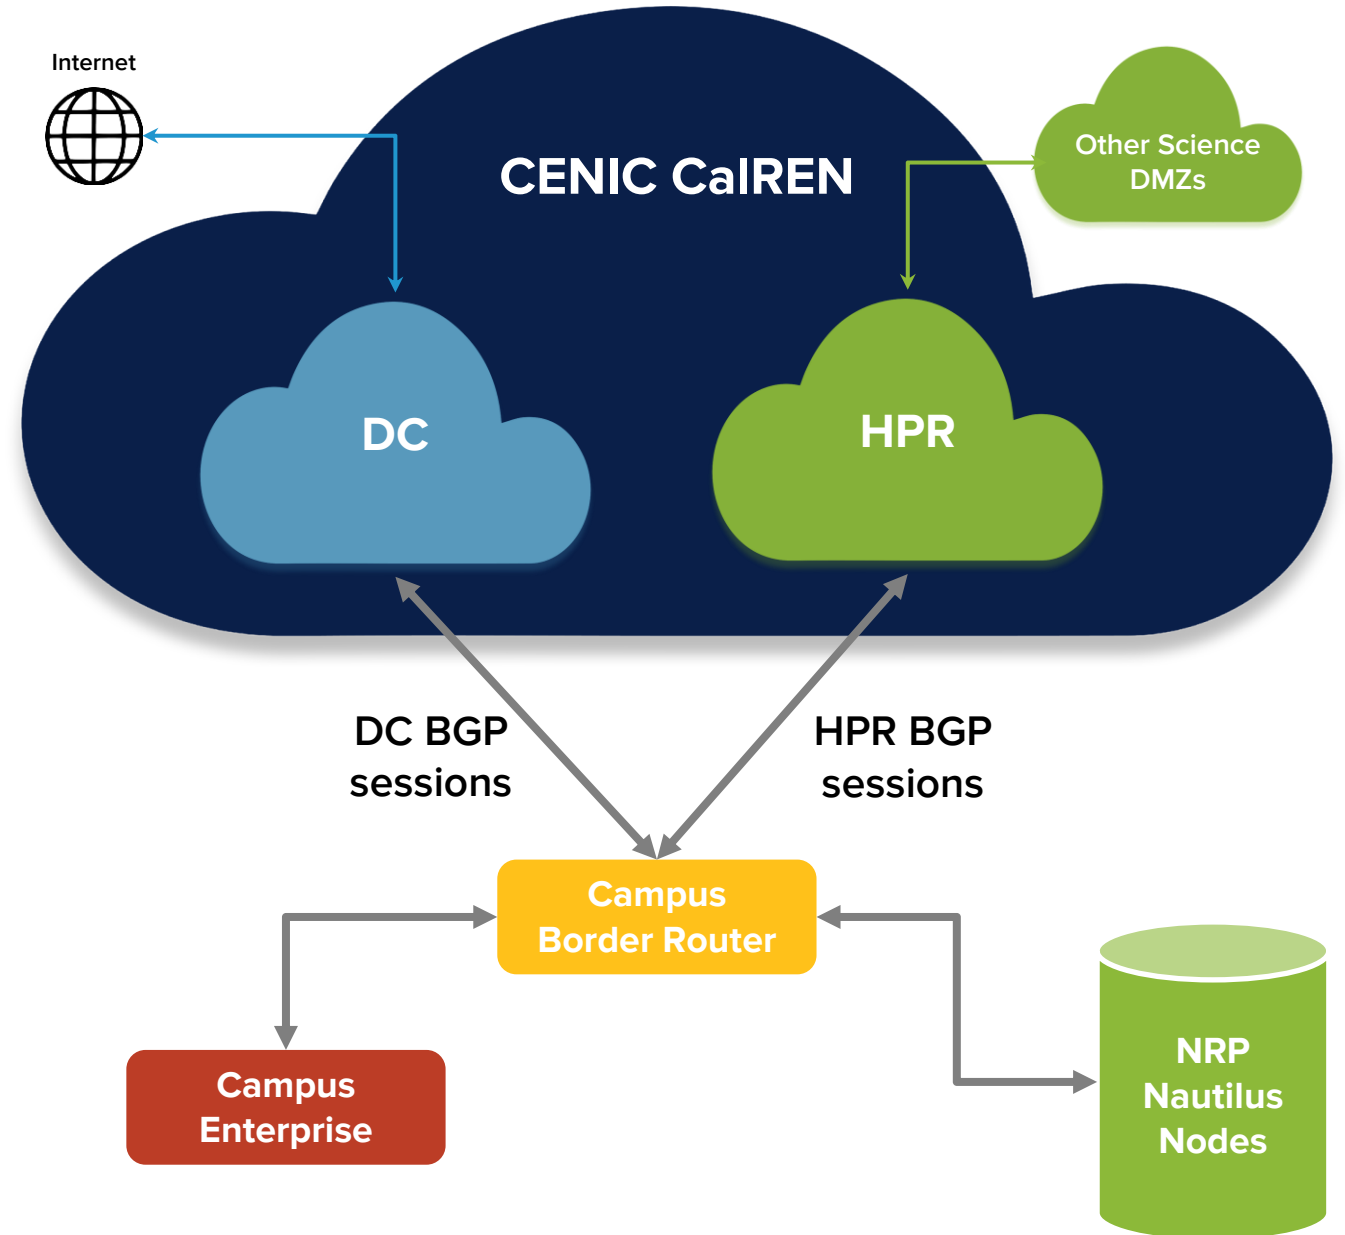 Internet
CENIC CalREN
Other Science
DMZs
DC
HPR
DC BGP
sessions
HPR BGP
sessions
Campus
Border Router
Campus
Enterprise
NRP
Nautilus
Nodes